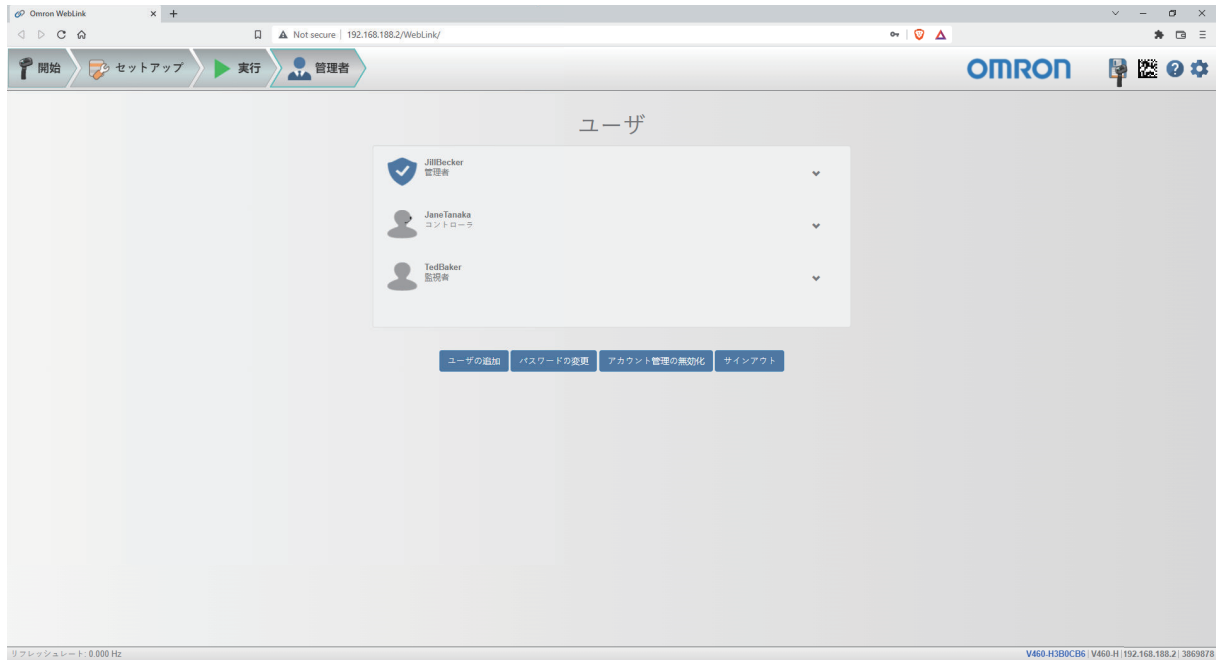 Omron WebLink
Not secure 192.168.188.2/WebLink/
開始 セットアップ 実行 管理者 OMRON
ユーザ
JillBecker
管理者
JaneTanaka
コントローラ
TedBaker
監視者
ユーザの追加 パスワードの変更 アカウント管理の無効化 サインアウト
リフレッシュレート: 0.000 Hz V460-H3B0CB6 | V460-H | 192.168.188.2 | 3869878